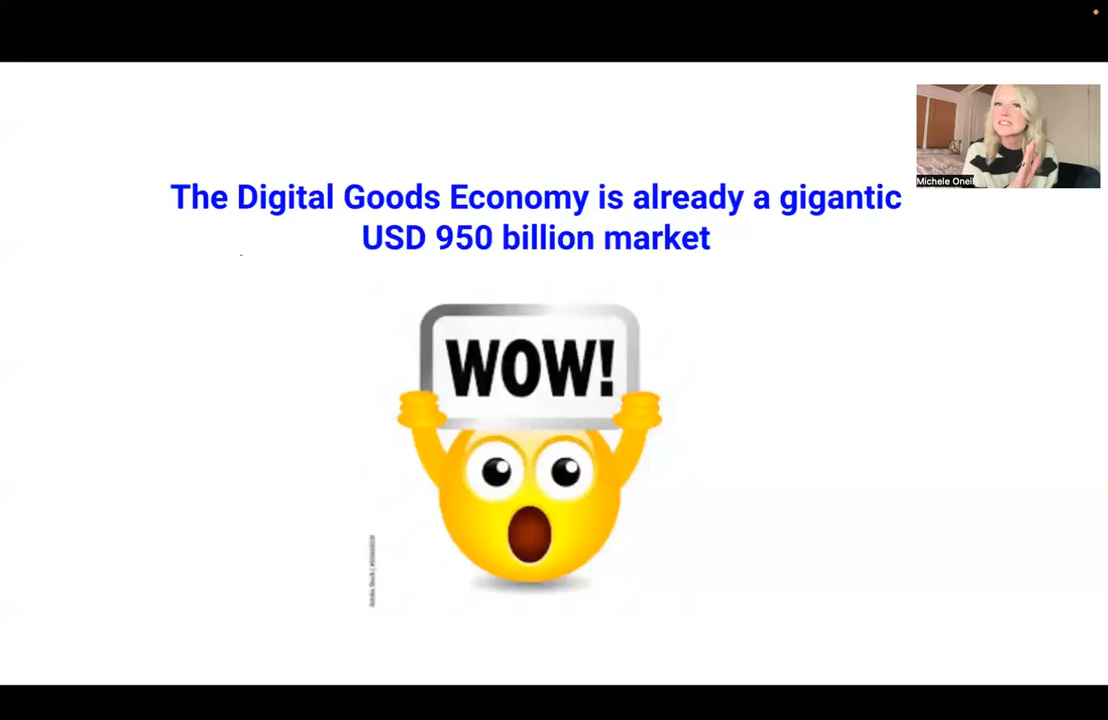 The Digital Goods Economy is already a gigantic
USD 950 billion market
Michele Oneil
WOW!